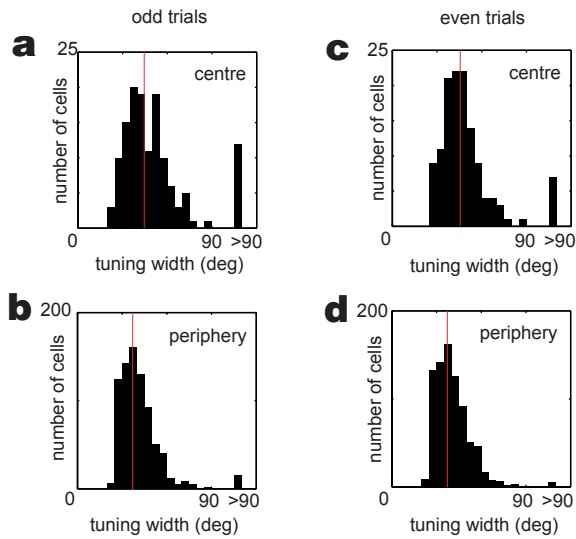 odd trials
even trials
a
25
centre
number of cells
0
90
>90
tuning width (deg)
c
25
centre
number of cells
0
90
>90
tuning width (deg)
b
200
periphery
number of cells
0
90
>90
tuning width (deg)
d
200
periphery
number of cells
0
90
>90
tuning width (deg)